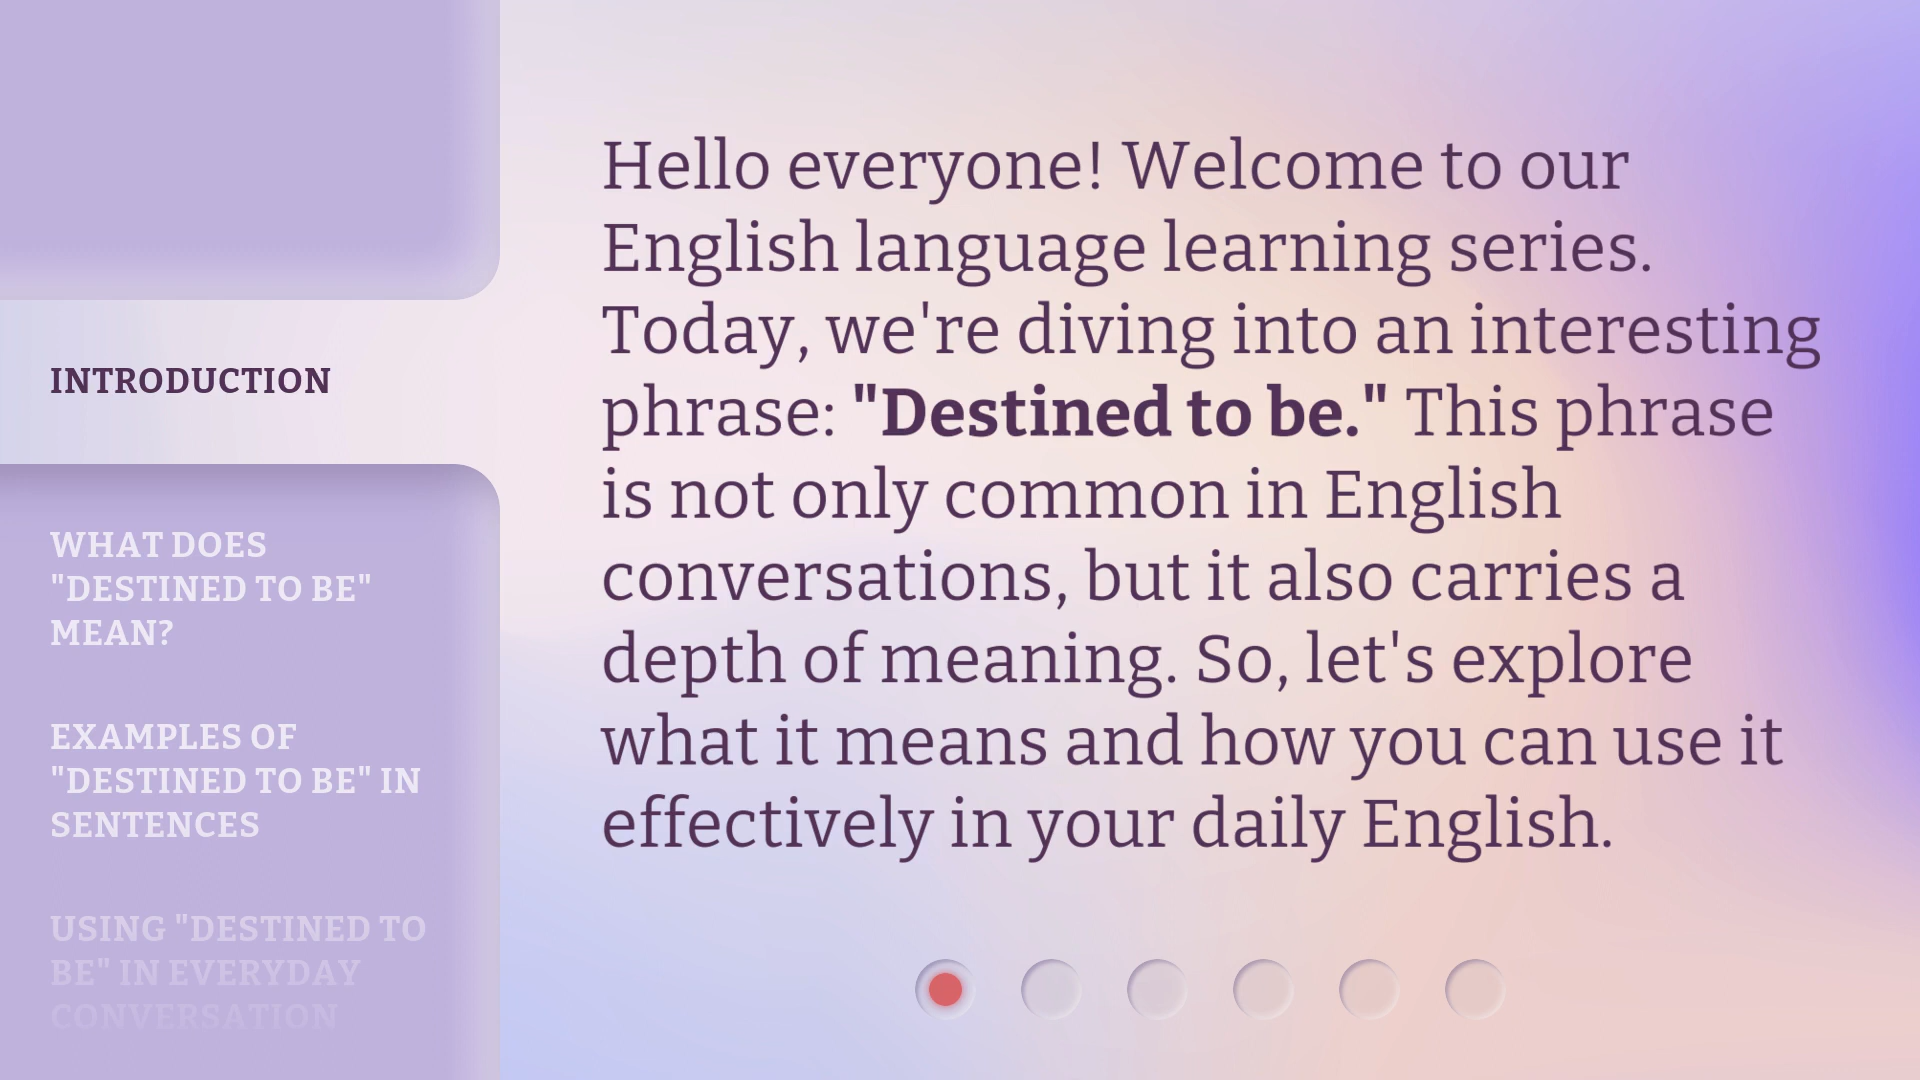 INTRODUCTION
WHAT DOES
"DESTINED TO BE"
MEAN?
EXAMPLES OF
"DESTINED TO BE" IN
SENTENCES
USING "DESTINED TO
BE" IN EVERYDAY
CONVERSATION
Hello everyone! Welcome to our
English language learning series.
Today, we're diving into an interesting
phrase: "Destined to be." This phrase
is not only common in English
conversations, but it also carries a
depth of meaning. So, let's explore
what it means and how you can use it
effectively in your daily English.